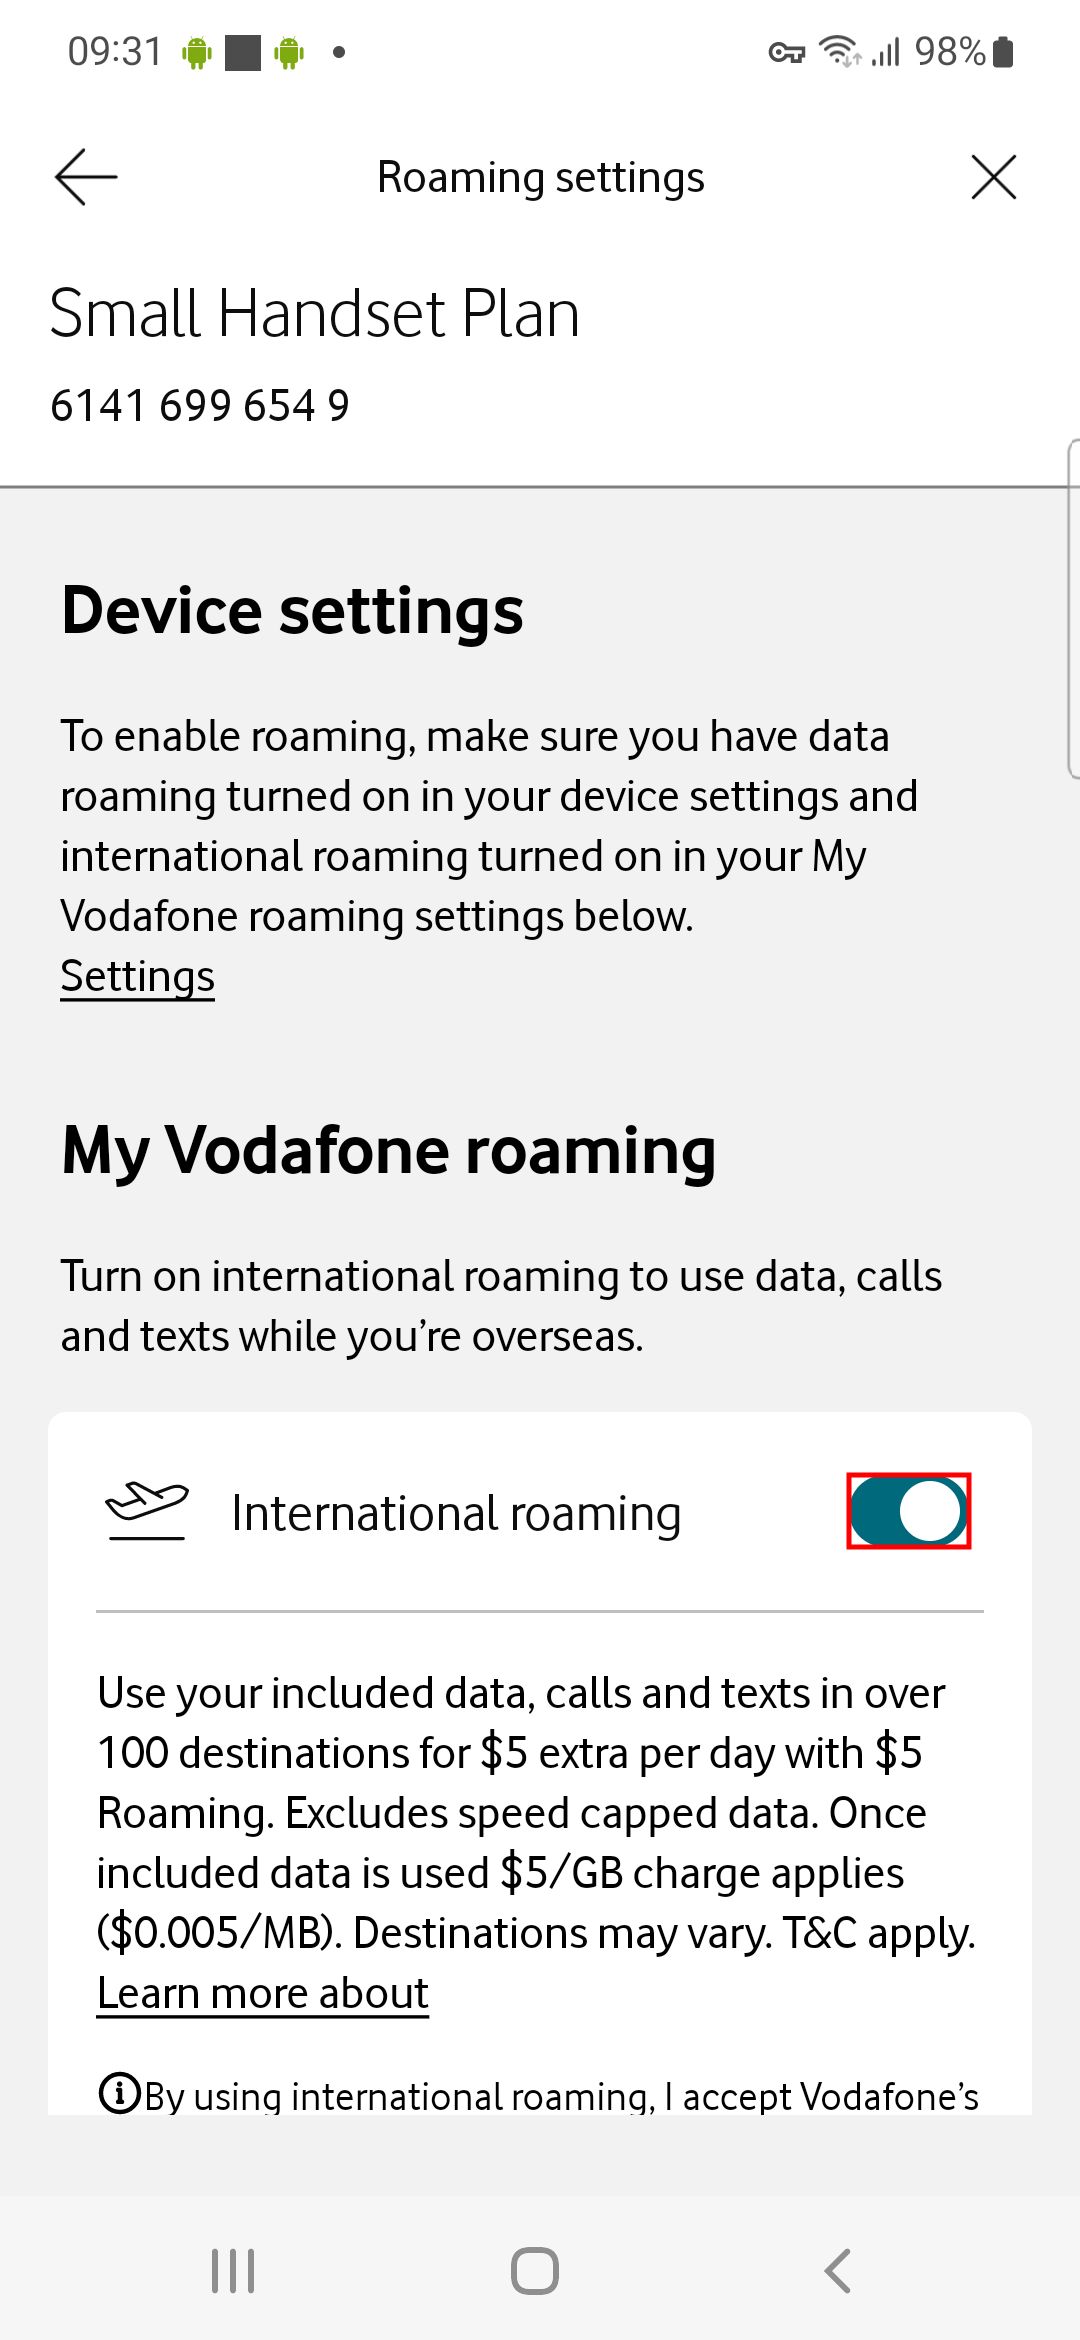 09:31
98%
Roaming settings
Small Handset Plan
6141 699 654 9
Device settings
To enable roaming, make sure you have data
roaming turned on in your device settings and
international roaming turned on in your My
Vodafone roaming settings below.
Settings
My Vodafone roaming
Turn on international roaming to use data, calls
and texts while you’re overseas.
International roaming
Use your included data, calls and texts in over
100 destinations for $5 extra per day with $5
Roaming. Excludes speed capped data. Once
included data is used $5/GB charge applies
($0.005/MB). Destinations may vary. T&C apply.
Learn more about
By using international roaming, I accept Vodafone’s